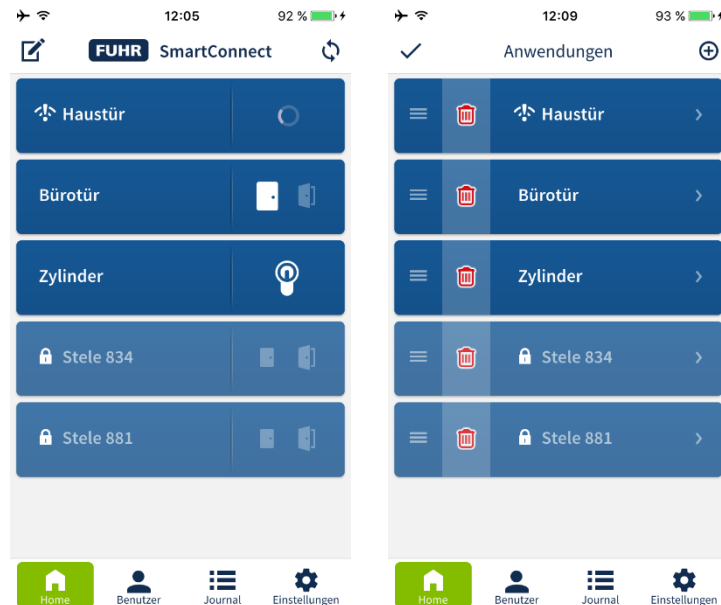 12:05
92 %
FUHR SmartConnect
Haustür
Bürotür
Zylinder
Stele 834
Stele 881
Home
Benutzer
Journal
Einstellungen
12:09
93 %
Anwendungen
Haustür
Bürotür
Zylinder
Stele 834
Stele 881
Home
Benutzer
Journal
Einstellungen